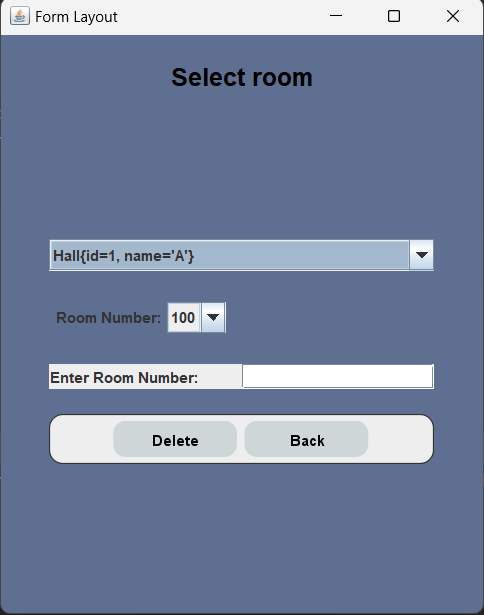 Form Layout
Select room
Hall{id=1, name='A'}
Room Number: 100
Enter Room Number:
Delete Back